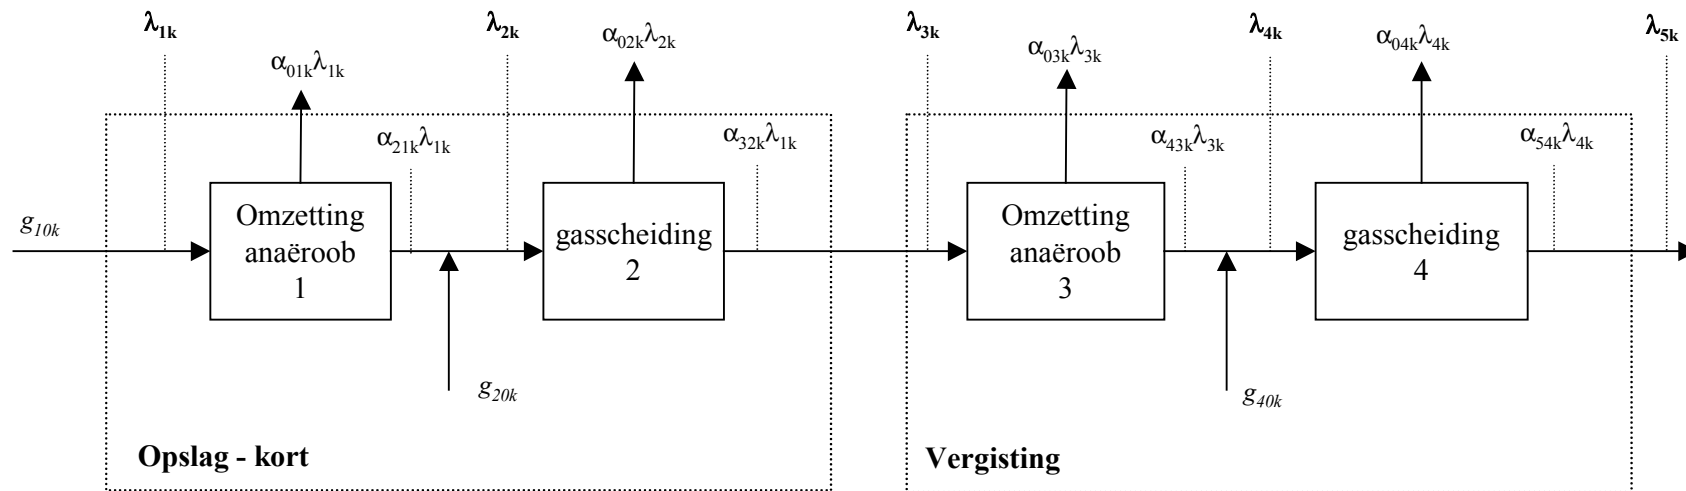 λ1k
λ2k
λ3k
λ4k
λ5k
α01kλ1k
α02kλ2k
α03kλ3k
α04kλ4k
α21kλ1k
α32kλ1k
α43kλ3k
α54kλ4k
g10k
Omzetting
anaëroob
1
gasscheiding
2
Omzetting
anaëroob
3
gasscheiding
4
g20k
g40k
Opslag - kort
Vergisting